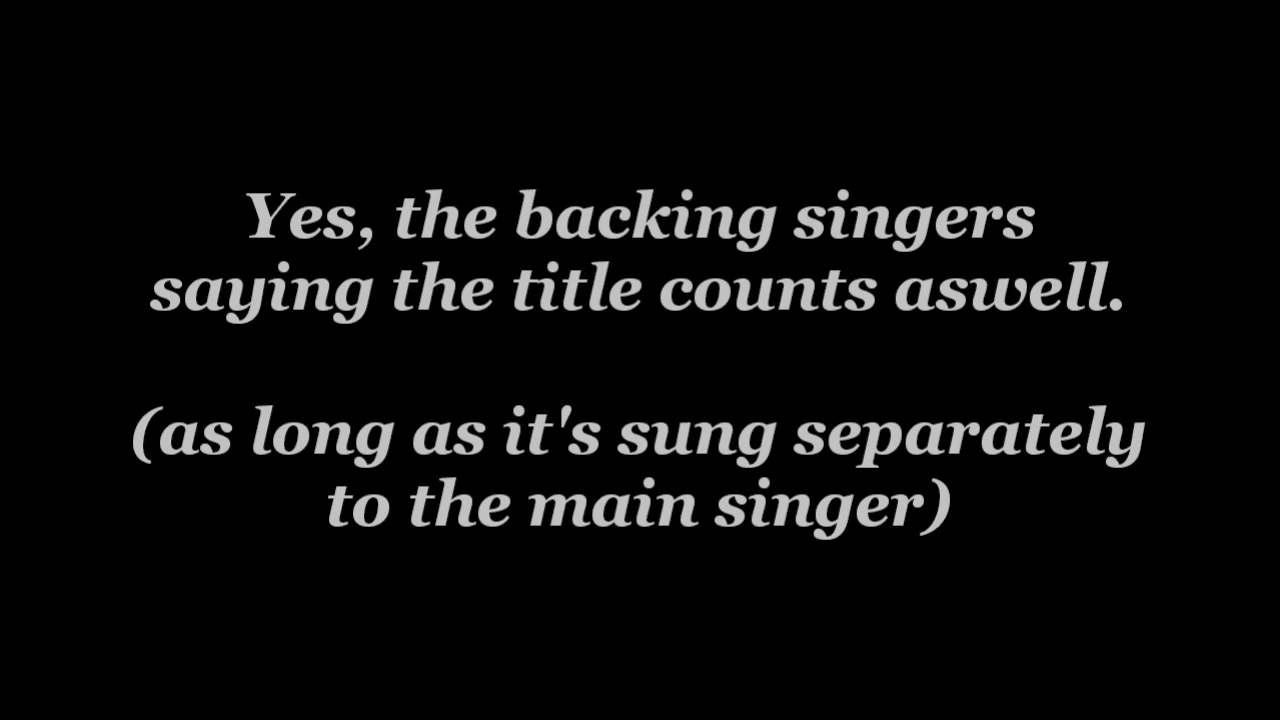 Yes, the backing singers
saying the title counts aswell.
(as long as it's sung separately
to the main singer)